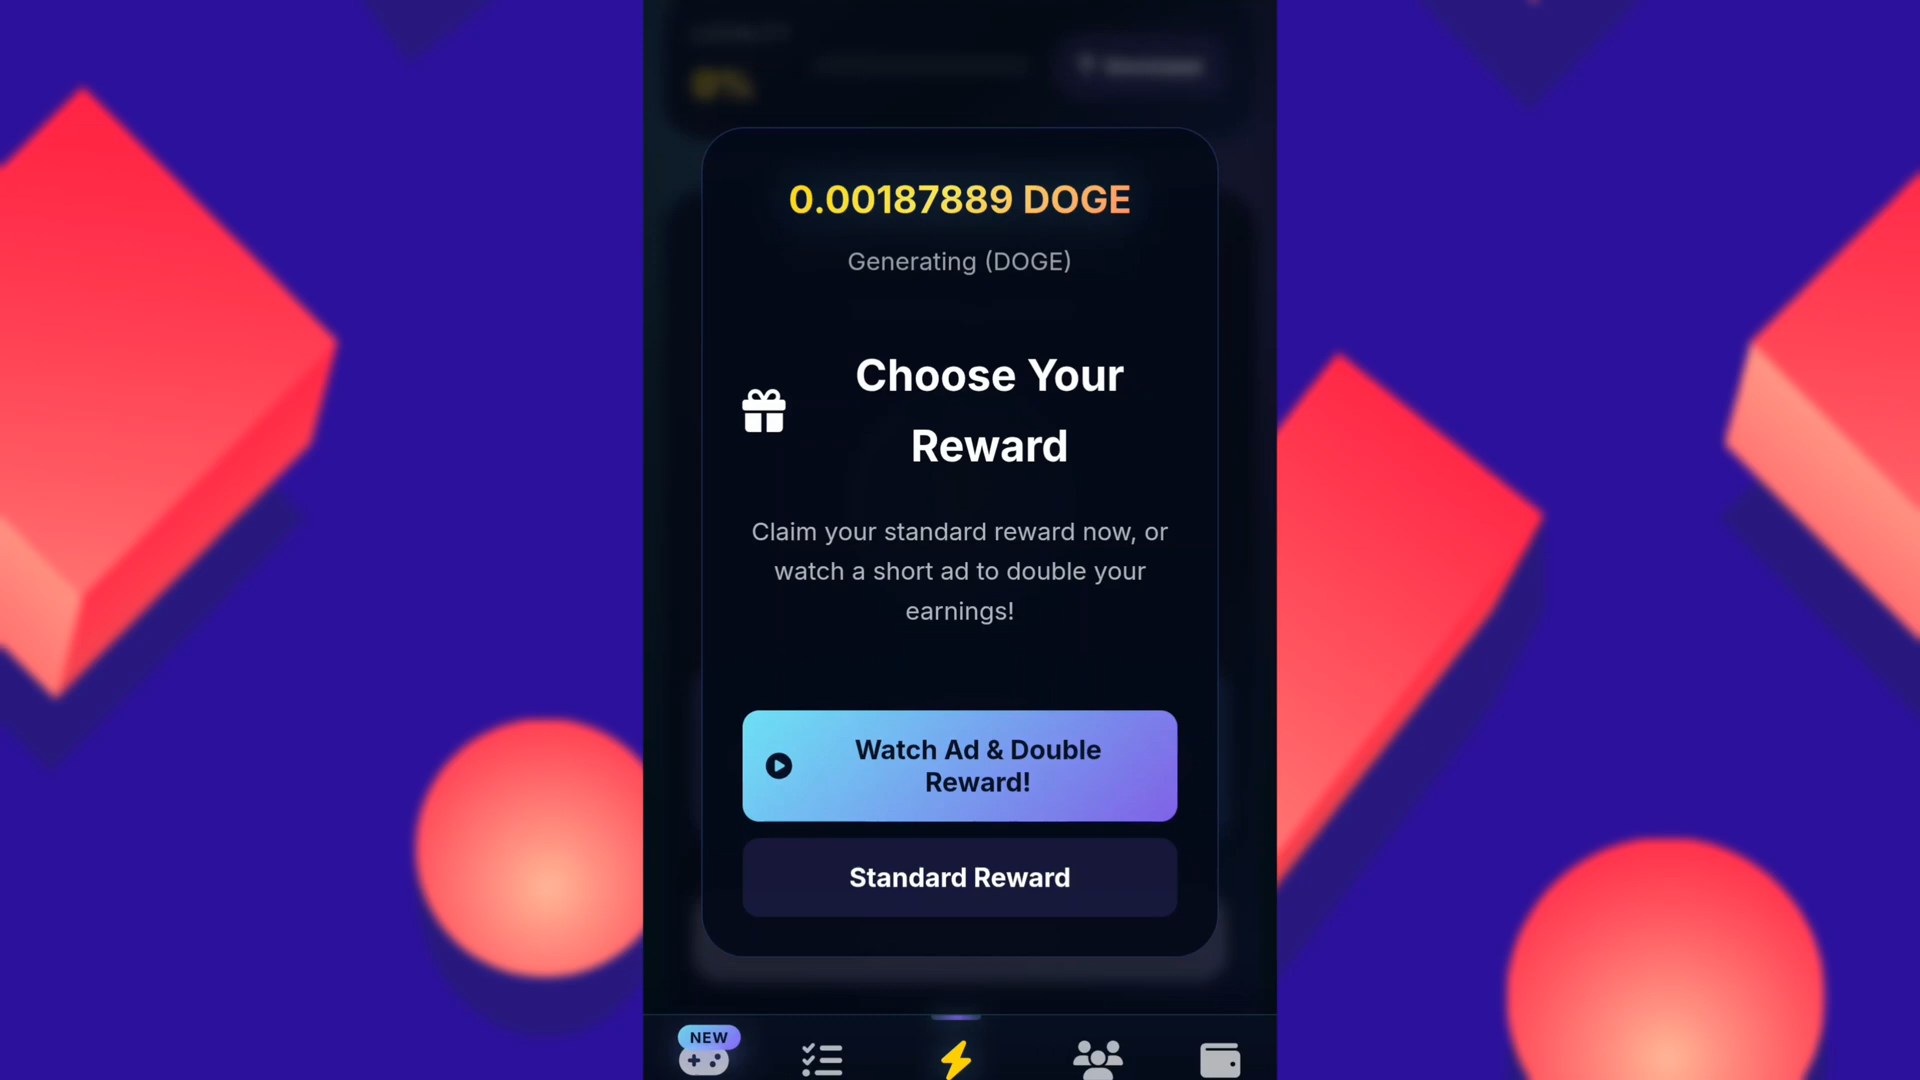 0%
0.00187889 DOGE
Generating (DOGE)
Choose Your
Reward
Claim your standard reward now, or
watch a short ad to double your
earnings!
Watch Ad & Double
Reward!
Standard Reward
NEW